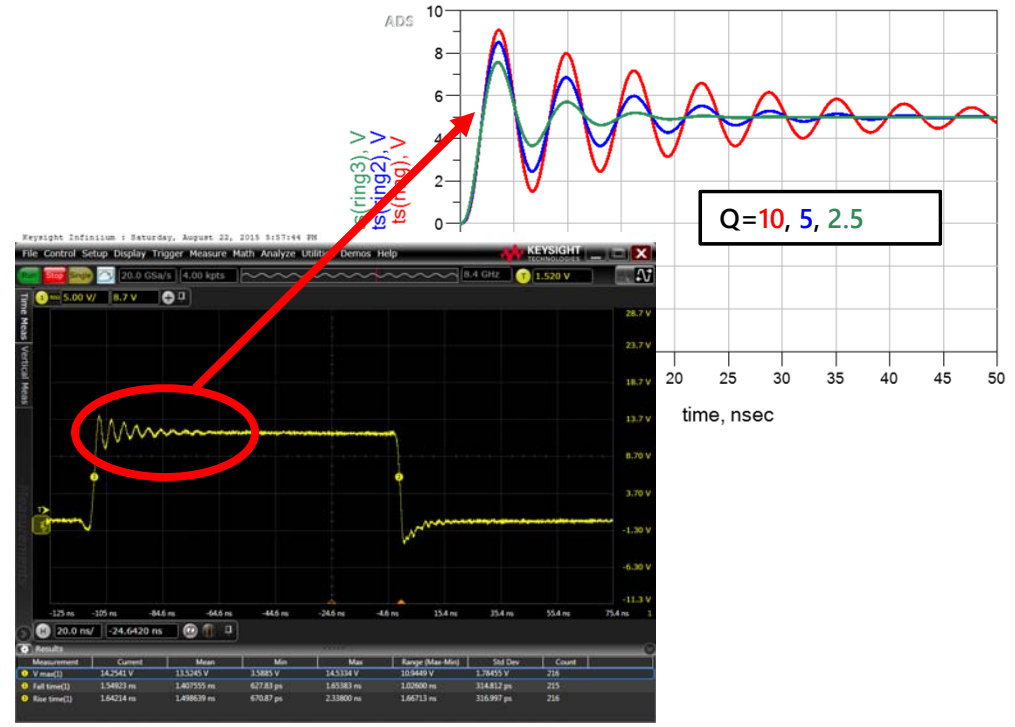 ADS
10
8
6
4
2
0
ts(ring3), V
ts(ring2), V
ts(ring), V
Q=10, 5, 2.5
20 25 30 35 40 45 50
time, nsec
Keysight Infiniium : Saturday, August 22, 2015 5:57:44 PM
File Control Setup Display Trigger Measure Math Analyze Utilities Demos Help
KEYSIGHT
TECHNOLOGIES
Run Stop Single 20.0 GSa/s 4.00 kpts 8.4 GHz T 1.520 V
5.00 V/ 8.7 V
Time Meas
Vertical Meas
28.7 V
23.7 V
18.7 V
13.7 V
8.70 V
3.70 V
-1.30 V
-6.30 V
-11.3 V
T
-125 ns -105 ns -84.6 ns -64.6 ns -44.6 ns -24.6 ns -4.6 ns 15.4 ns 35.4 ns 55.4 ns 75.4 ns 1
H 20.0 ns/ -24.6420 ns
Results
Measurement Current Mean Min Max Range (Max-Min) Std Dev Count
V max(1) 14.2541 V 13.5245 V 3.5885 V 14.5334 V 10.9449 V 1.78455 V 216
Fall time(1) 1.54923 ns 1.407555 ns 627.83 ps 1.65383 ns 1.02600 ns 314.812 ps 215
Rise time(1) 1.64214 ns 1.498639 ns 670.87 ps 2.33800 ns 1.66713 ns 316.997 ps 216